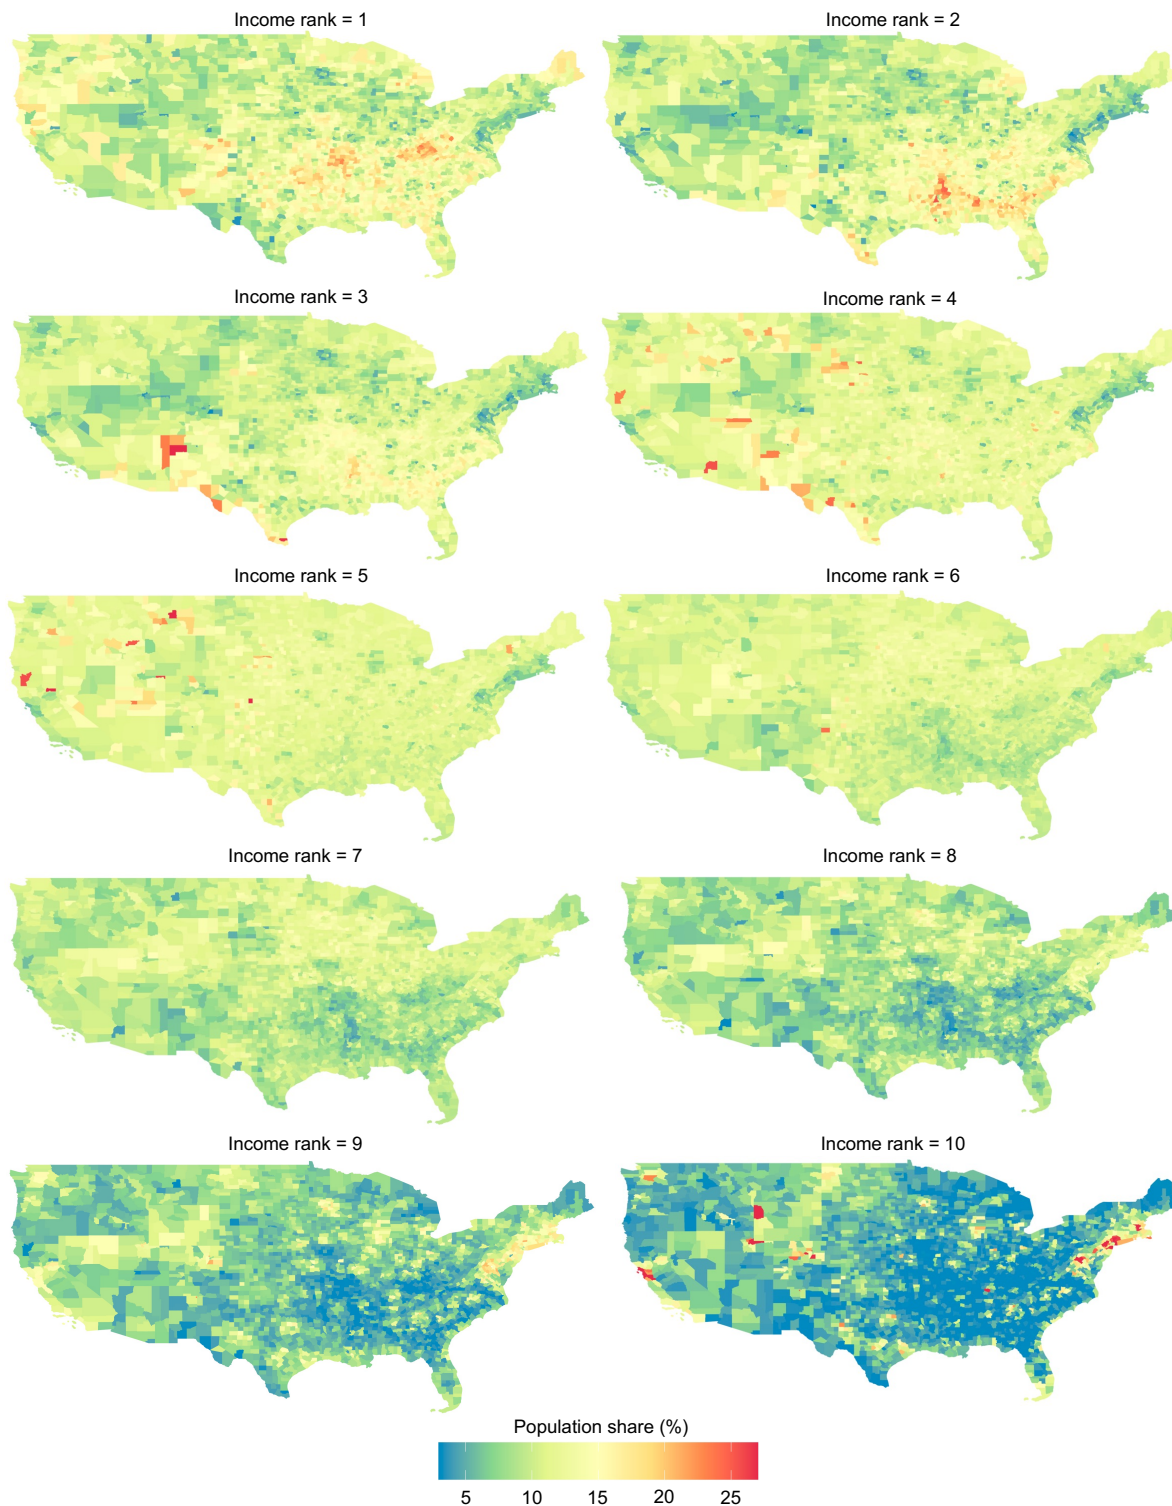 Income rank = 1
Income rank = 2
Income rank = 3
Income rank = 4
Income rank = 5
Income rank = 6
Income rank = 7
Income rank = 8
Income rank = 9
Income rank = 10
Population share (%)
5 10 15 20 25